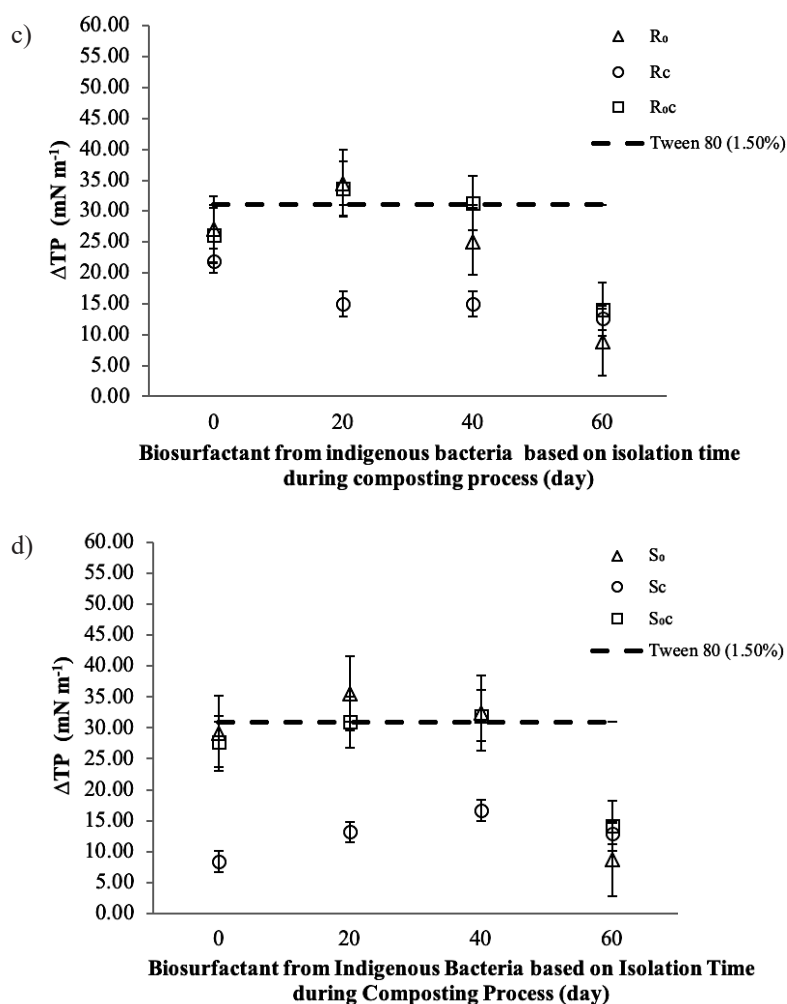 c)
60.00
55.00
50.00
45.00
40.00
35.00
30.00
25.00
20.00
15.00
10.00
5.00
0.00
ΔTP (mN m⁻¹)
R₀
Rc
R₀c
Tween 80 (1.50%)
0 20 40 60
Biosurfactant from indigenous bacteria based on isolation time
during composting process (day)
d)
60.00
55.00
50.00
45.00
40.00
35.00
30.00
25.00
20.00
15.00
10.00
5.00
0.00
ΔTP (mN m⁻¹)
S₀
Sc
S₀c
Tween 80 (1.50%)
0 20 40 60
Biosurfactant from Indigenous Bacteria based on Isolation Time
during Composting Process (day)